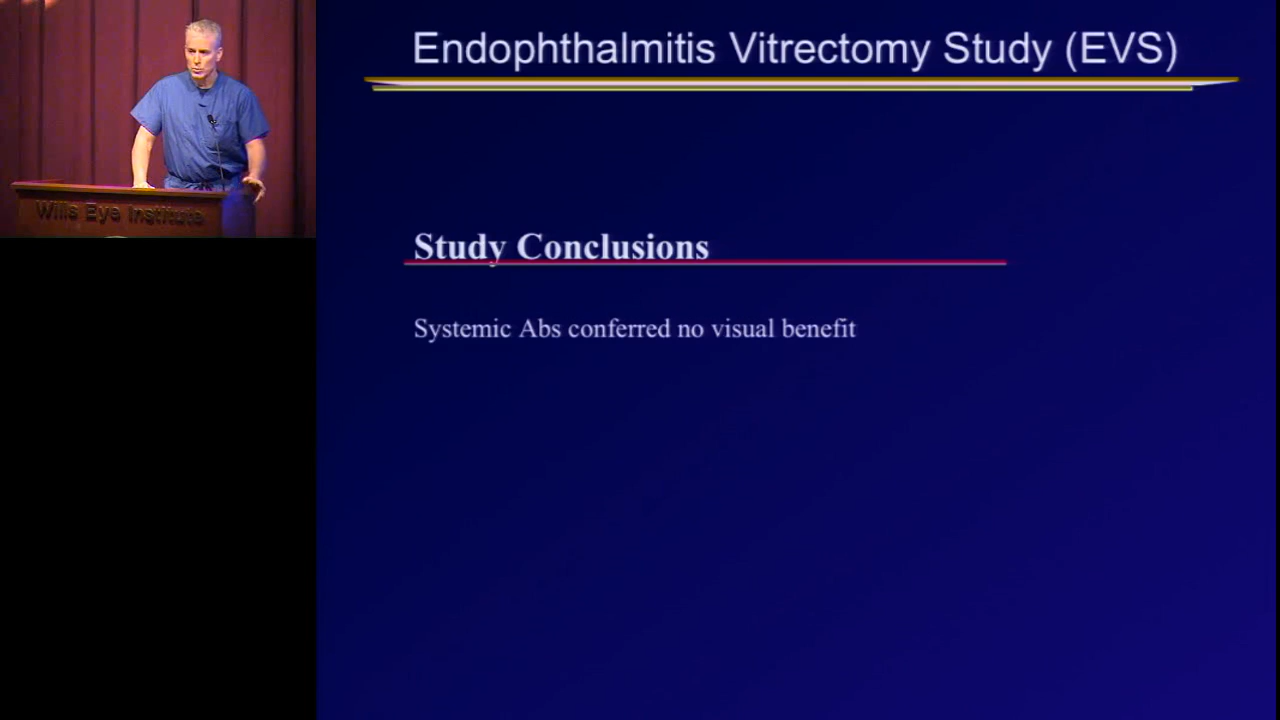 Endophthalmitis Vitrectomy Study (EVS)
Wills Eye Institute
Study Conclusions
Systemic Abs conferred no visual benefit